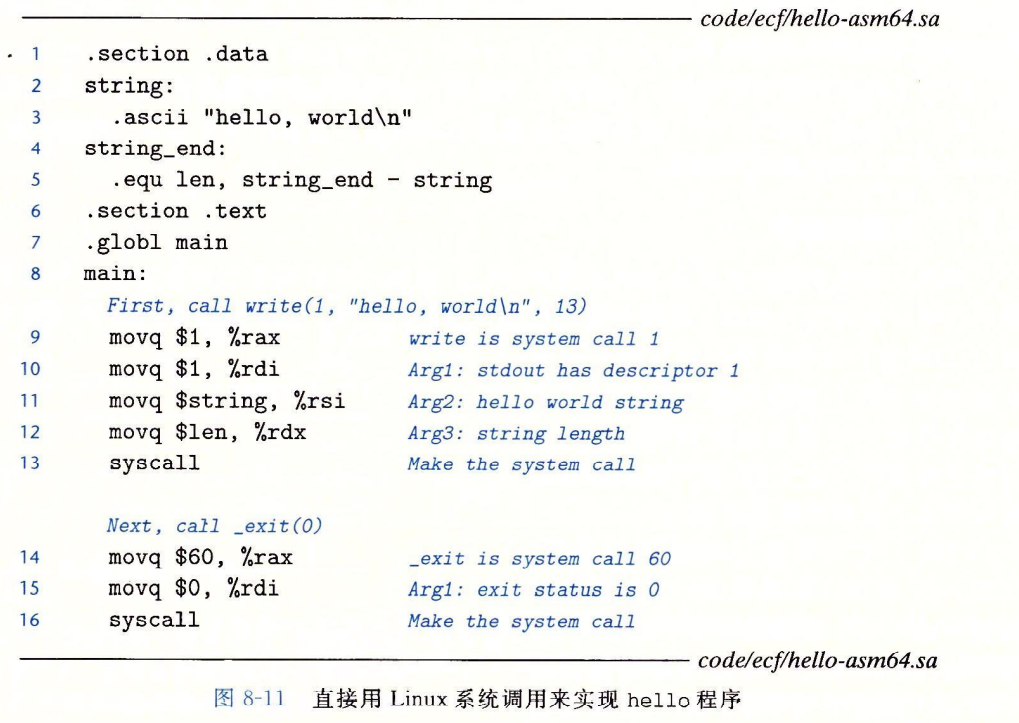 code/ecf/hello-asm64.sa
1 .section .data
2 string:
3 .ascii "hello, world\n"
4 string_end:
5 .equ len, string_end - string
6 .section .text
7 .globl main
8 main:
First, call write(1, "hello, world\n", 13)
9 movq $1, %rax write is system call 1
10 movq $1, %rdi Arg1: stdout has descriptor 1
11 movq $string, %rsi Arg2: hello world string
12 movq $len, %rdx Arg3: string length
13 syscall Make the system call
Next, call _exit(0)
14 movq $60, %rax _exit is system call 60
15 movq $0, %rdi Arg1: exit status is 0
16 syscall Make the system call
code/ecf/hello-asm64.sa
图 8-11 直接用 Linux 系统调用来实现 hello 程序